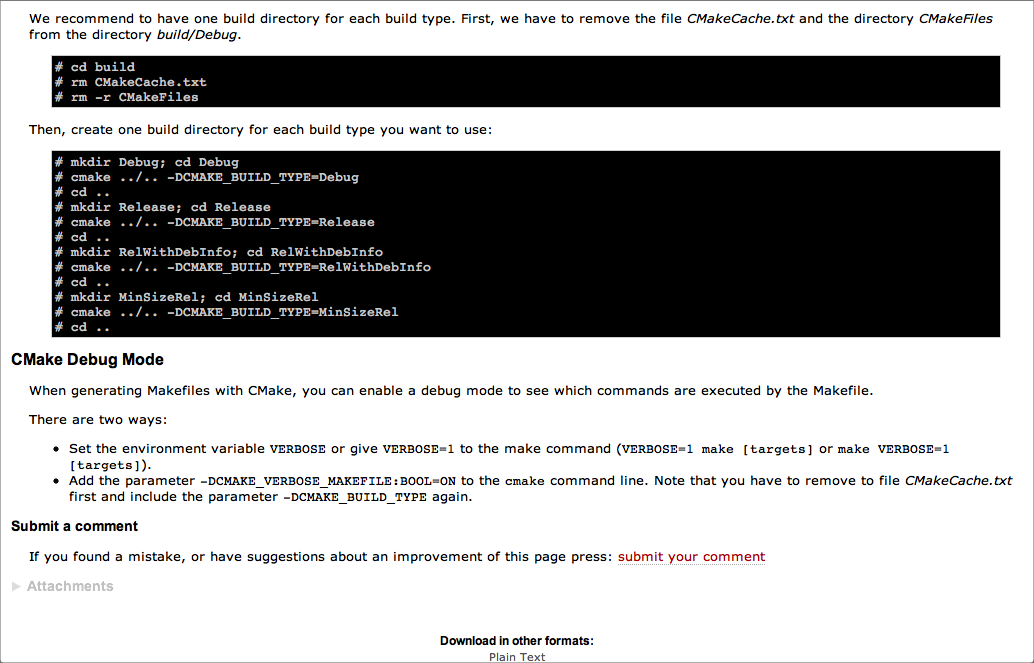 We recommend to have one build directory for each build type. First, we have to remove the file CMakeCache.txt and the directory CMakeFiles
from the directory build/Debug.
# cd build
# rm CMakeCache.txt
# rm -r CMakeFiles
Then, create one build directory for each build type you want to use:
# mkdir Debug; cd Debug
# cmake ../.. -DCMAKE_BUILD_TYPE=Debug
# cd ..
# mkdir Release; cd Release
# cmake ../.. -DCMAKE_BUILD_TYPE=Release
# cd ..
# mkdir RelWithDebInfo; cd RelWithDebInfo
# cmake ../.. -DCMAKE_BUILD_TYPE=RelWithDebInfo
# cd ..
# mkdir MinSizeRel; cd MinSizeRel
# cmake ../.. -DCMAKE_BUILD_TYPE=MinSizeRel
# cd ..
CMake Debug Mode
When generating Makefiles with CMake, you can enable a debug mode to see which commands are executed by the Makefile.
There are two ways:
• Set the environment variable VERBOSE or give VERBOSE=1 to the make command (VERBOSE=1 make [targets] or make VERBOSE=1
[targets]).
• Add the parameter -DCMAKE_VERBOSE_MAKEFILE:BOOL=ON to the cmake command line. Note that you have to remove to file CMakeCache.txt
first and include the parameter -DCMAKE_BUILD_TYPE again.
Submit a comment
If you found a mistake, or have suggestions about an improvement of this page press: submit your comment
Attachments
Download in other formats:
Plain Text